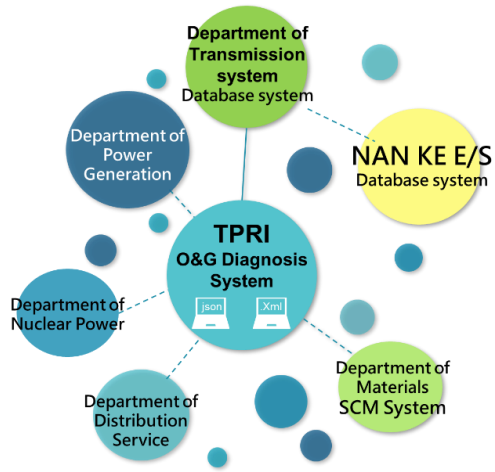 Department of
Transmission
system
Database system
Department of
Power
Generation
NAN KE E/S
Database system
TPRI
O&G Diagnosis
System
json
.Xml
Department of
Nuclear Power
Department of
Materials
SCM System
Department of
Distribution
Service